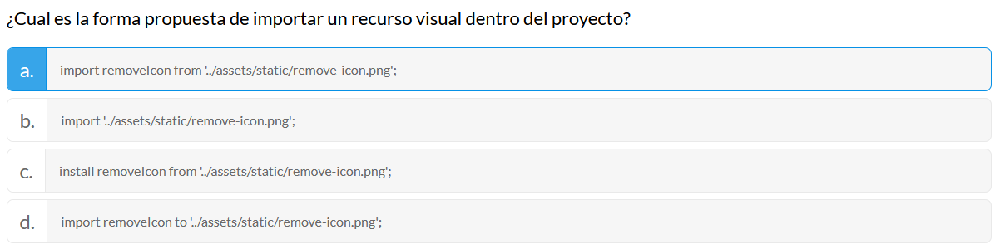 ¿Cual es la forma propuesta de importar un recurso visual dentro del proyecto?
a. import removeIcon from '../assets/static/remove-icon.png';
b. import '../assets/static/remove-icon.png';
c. install removeIcon from '../assets/static/remove-icon.png';
d. import removeIcon to '../assets/static/remove-icon.png';